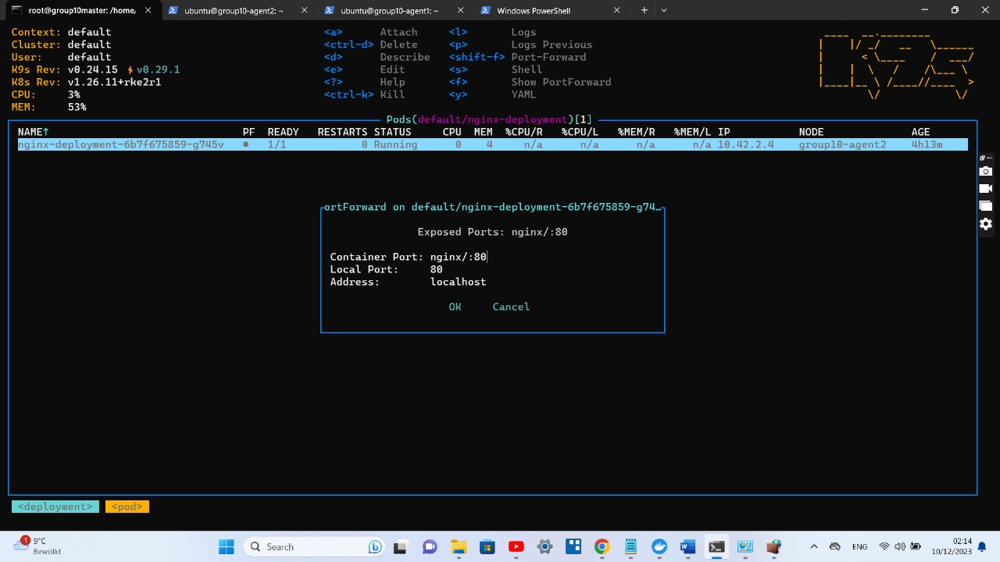 root@group10master: /home/
ubuntu@group10-agent2: ~
ubuntu@group10-agent1: ~
Windows PowerShell
Context: default
Cluster: default
User: default
K9s Rev: v0.24.15 ⚡v0.29.1
K8s Rev: v1.26.11+rke2r1
CPU: 3%
MEM: 53%
<a> Attach
<ctrl-d> Delete
<d> Describe
<e> Edit
<?> Help
<ctrl-k> Kill
<l> Logs
<p> Logs Previous
<shift-f> Port-Forward
<s> Shell
<f> Show PortForward
<y> YAML
Pods(default/nginx-deployment)[1]
NAME↑ PF READY RESTARTS STATUS CPU MEM %CPU/R %CPU/L %MEM/R %MEM/L IP NODE AGE
nginx-deployment-6b7f675859-g745v ● 1/1 0 Running 0 4 n/a n/a n/a n/a 10.42.2.4 group10-agent2 4h13m
ortForward on default/nginx-deployment-6b7f675859-g74…
Exposed Ports: nginx/:80
Container Port: nginx/:80
Local Port: 80
Address: localhost
OK Cancel
<deployment> <pod>
1
9°C
Bewölkt
Search
ENG
02:14
10/12/2023